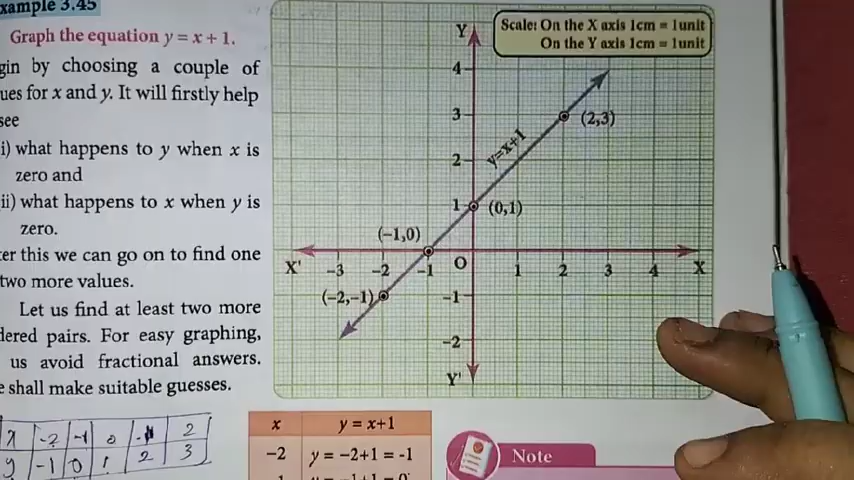 xample 3.45
Graph the equation y = x + 1.
gin by choosing a couple of
ues for x and y. It will firstly help
see
i) what happens to y when x is
zero and
ii) what happens to x when y is
zero.
er this we can go on to find one
two more values.
Let us find at least two more
dered pairs. For easy graphing,
us avoid fractional answers.
e shall make suitable guesses.
x -2 -1 0 2
y -1 0 1 2 3
Scale: On the X axis 1cm = 1unit
On the Y axis 1cm = 1unit
Y
4
3 (2,3)
y=x+1
2
1 (0,1)
(−1,0)
X' −3 −2 −1 O 1 2 3 4 X
(−2,−1) −1
−2
Y'
x y = x+1
−2 y = −2+1 = -1
Note